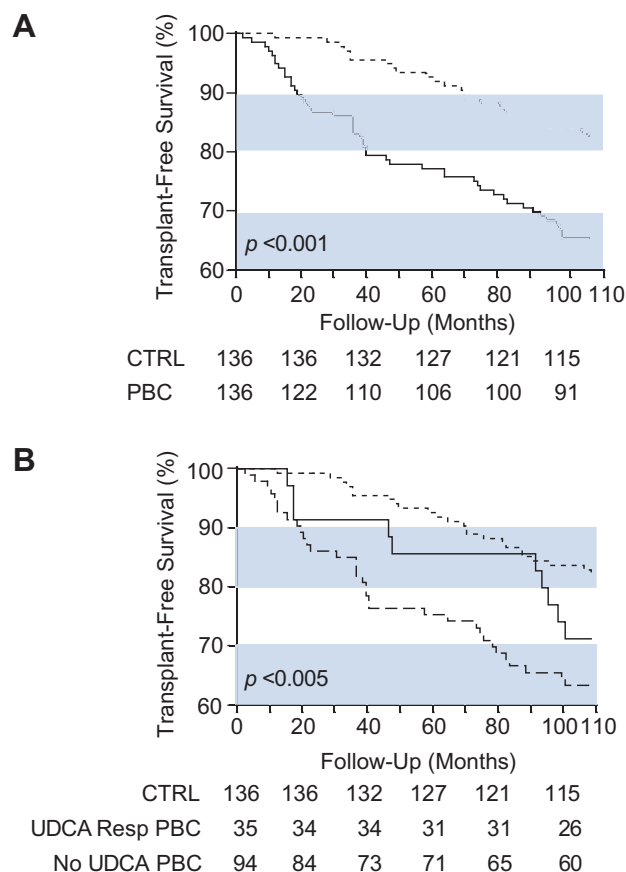 A
Transplant-Free Survival (%)
100
90
80
70
60
p <0.001
0 20 40 60 80 100 110
Follow-Up (Months)
CTRL 136 136 132 127 121 115
PBC 136 122 110 106 100 91
B
Transplant-Free Survival (%)
100
90
80
70
60
p <0.005
0 20 40 60 80 100 110
Follow-Up (Months)
CTRL 136 136 132 127 121 115
UDCA Resp PBC 35 34 34 31 31 26
No UDCA PBC 94 84 73 71 65 60